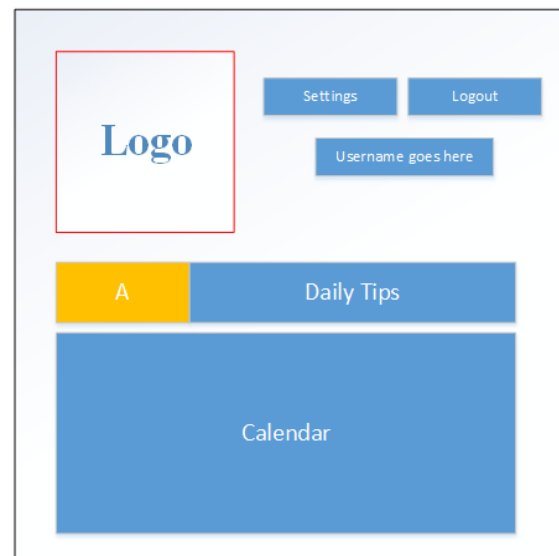 Logo
Settings
Logout
Username goes here
A
Daily Tips
Calendar